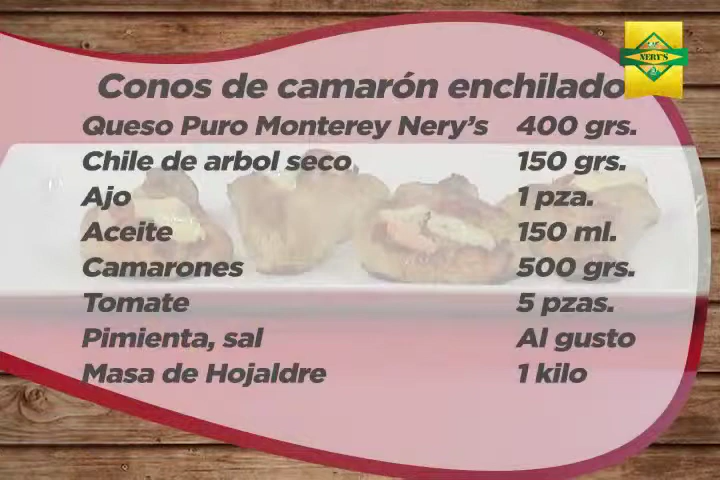 NERY'S
Conos de camarón enchilado
Queso Puro Monterey Nery's 400 grs.
Chile de arbol seco 150 grs.
Ajo 1 pza.
Aceite 150 ml.
Camarones 500 grs.
Tomate 5 pzas.
Pimienta, sal Al gusto
Masa de Hojaldre 1 kilo